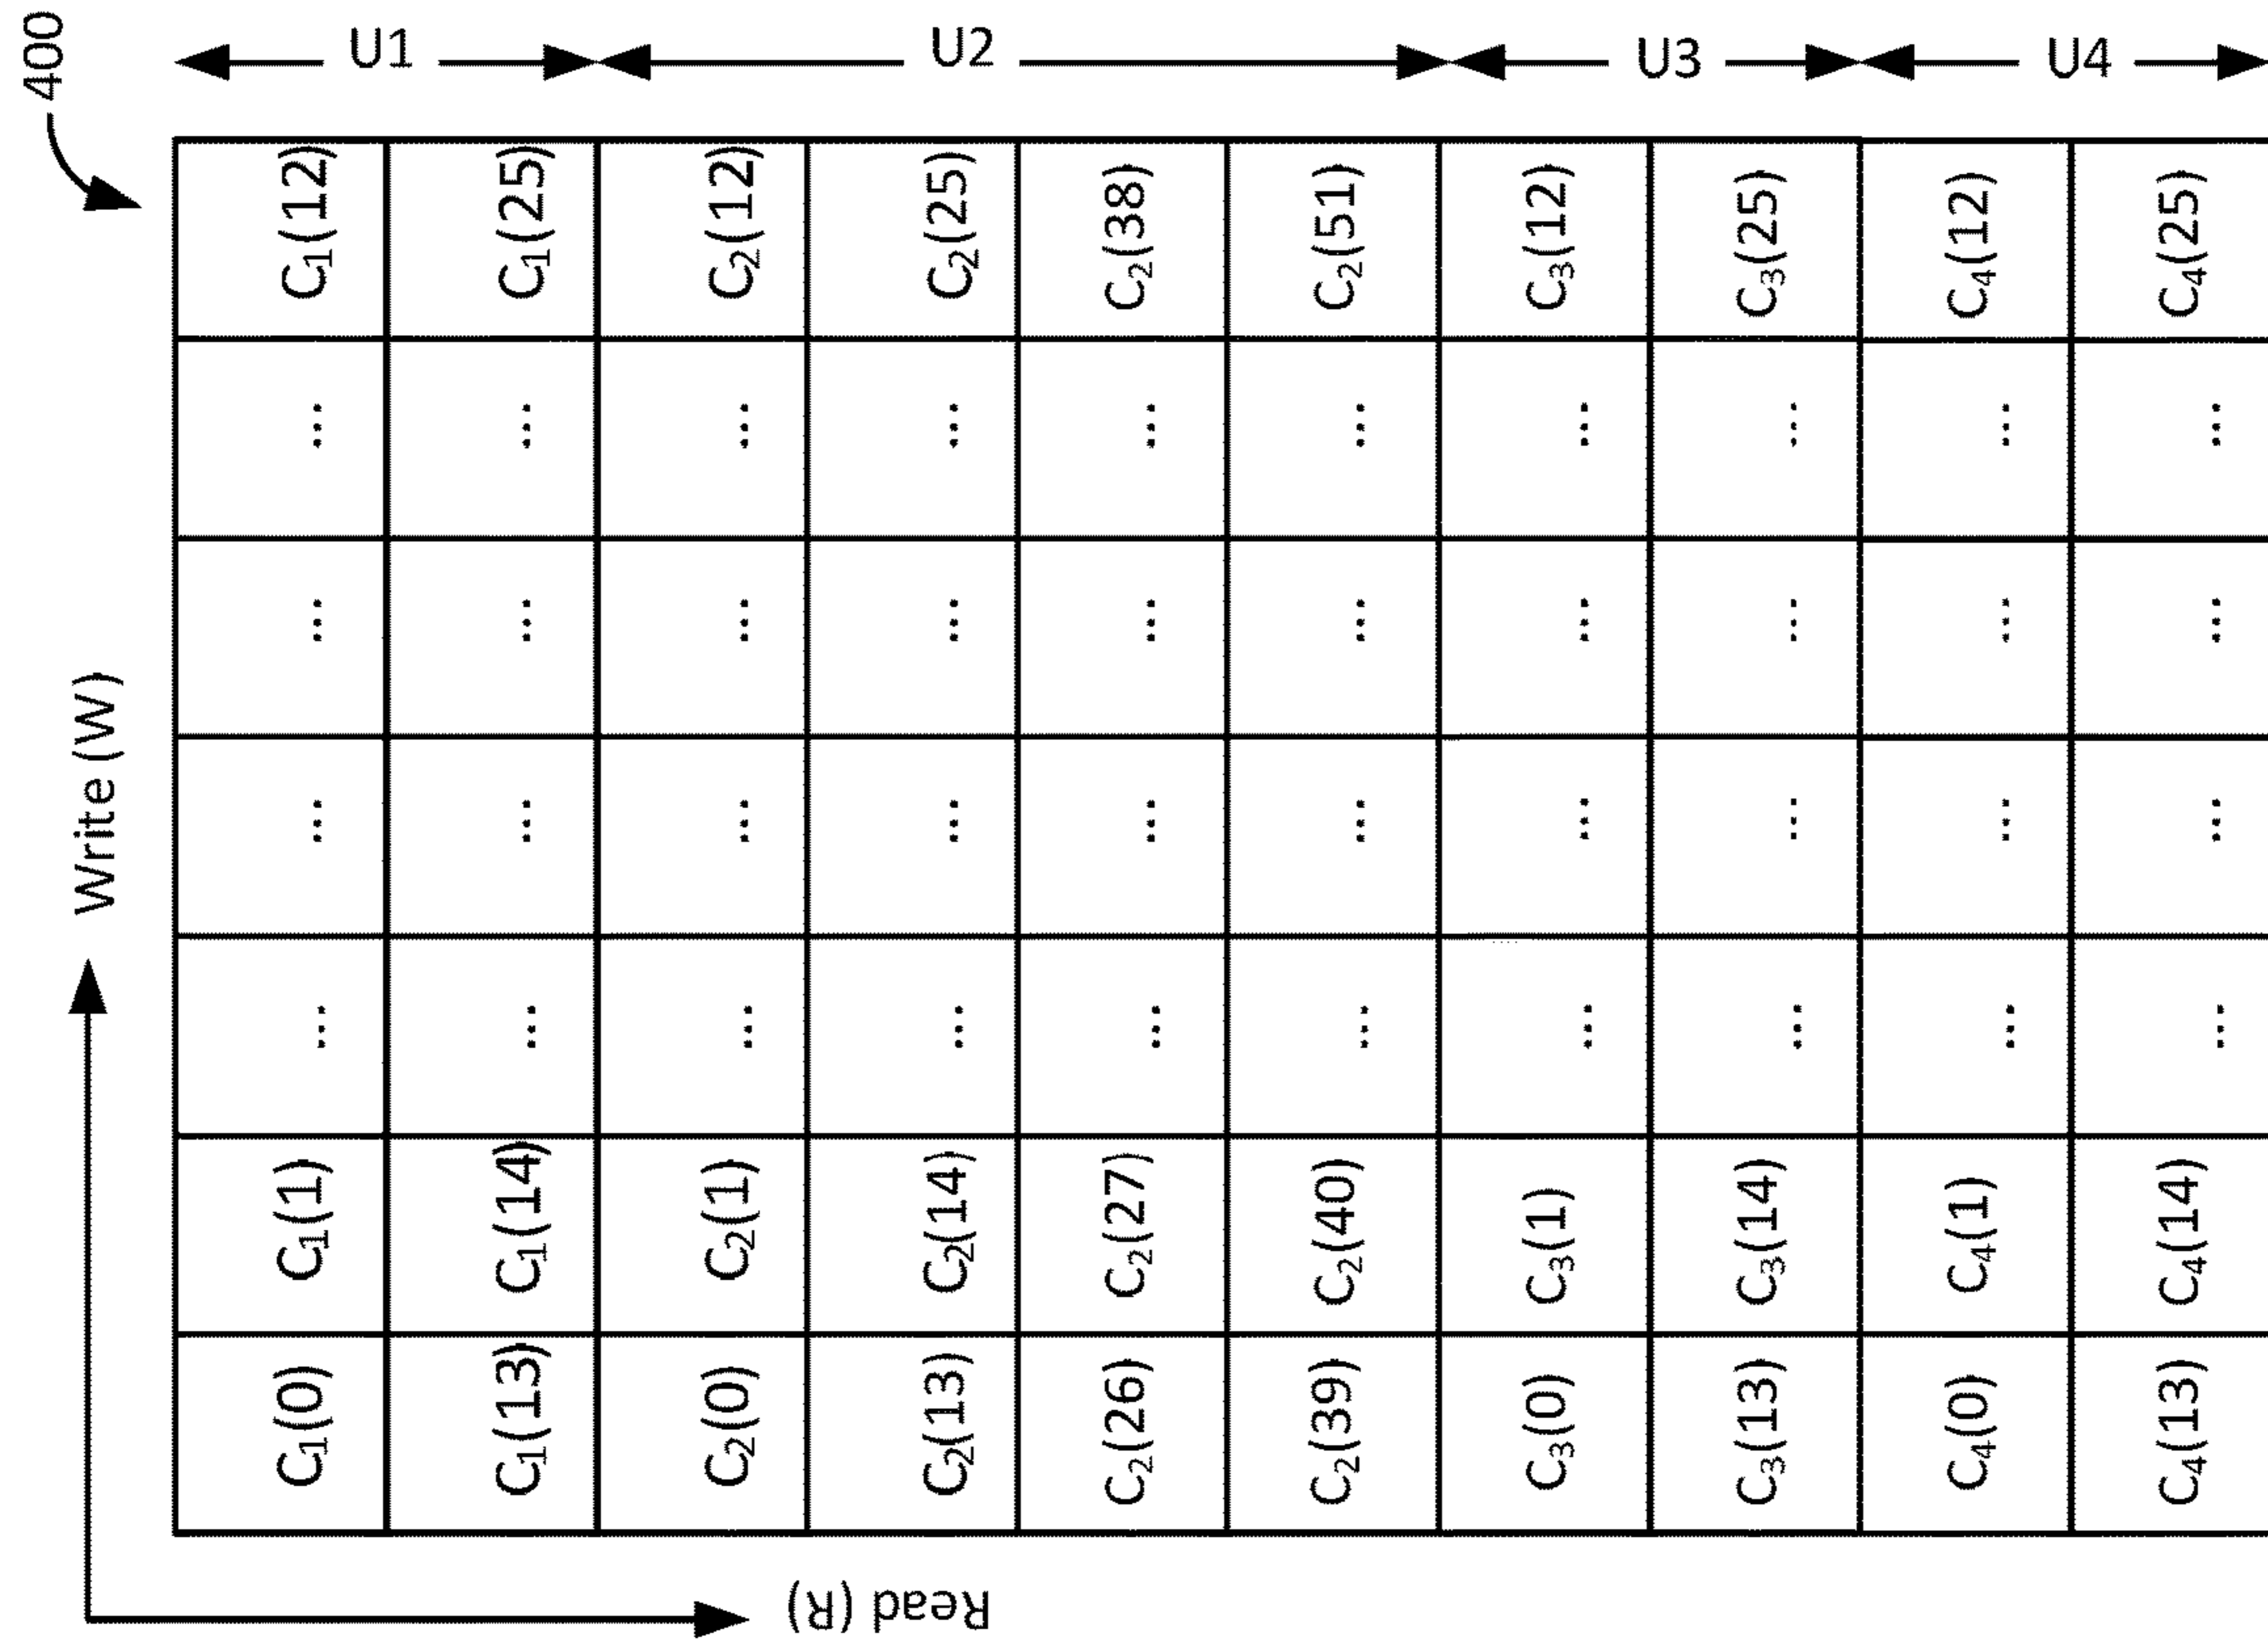 400
Write (W)
Read (R)
C₁(0) C₁(1) ... ... ... ... C₁(12)
C₁(13) C₁(14) ... ... ... ... C₁(25)
U1
C₂(0) C₂(1) ... ... ... ... C₂(12)
C₂(13) C₂(14) ... ... ... ... C₂(25)
C₂(26) C₂(27) ... ... ... ... C₂(38)
C₂(39) C₂(40) ... ... ... ... C₂(51)
U2
C₃(0) C₃(1) ... ... ... ... C₃(12)
C₃(13) C₃(14) ... ... ... ... C₃(25)
U3
C₄(0) C₄(1) ... ... ... ... C₄(12)
C₄(13) C₄(14) ... ... ... ... C₄(25)
U4